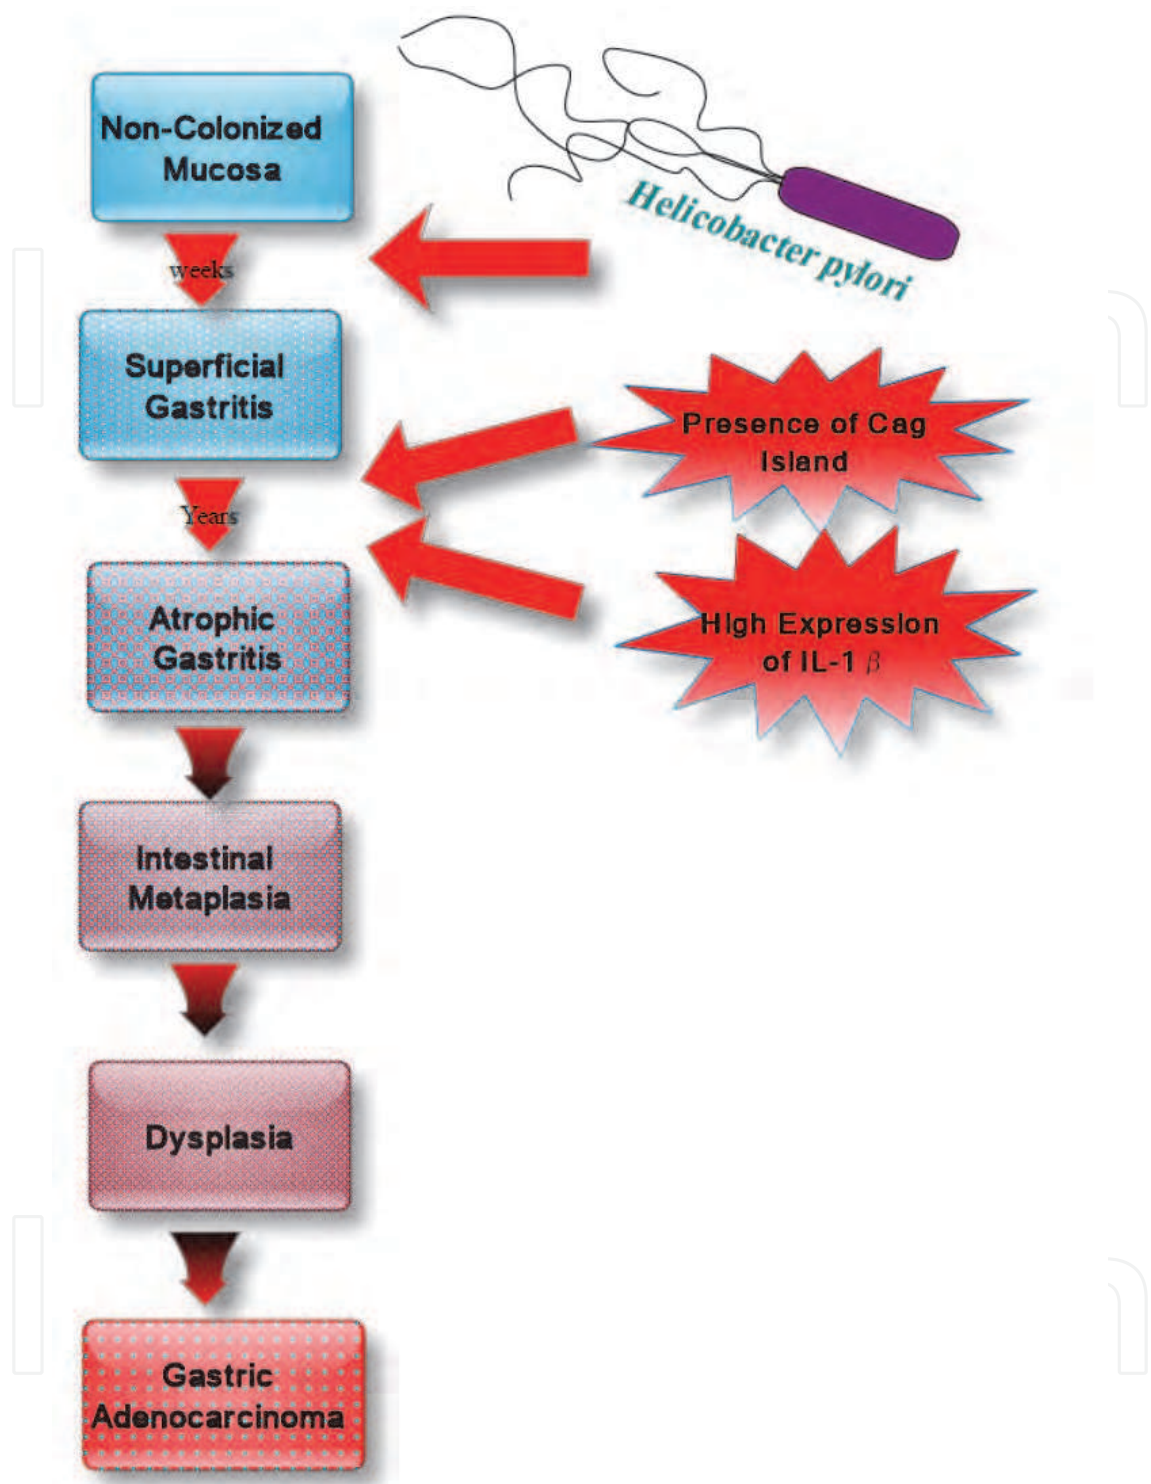 Non-Colonized
Mucosa
Helicobacter pylori
weeks
Superficial
Gastritis
Presence of Cag
Island
Years
Atrophic
Gastritis
High Expression
of IL-1 β
Intestinal
Metaplasia
Dysplasia
Gastric
Adenocarcinoma